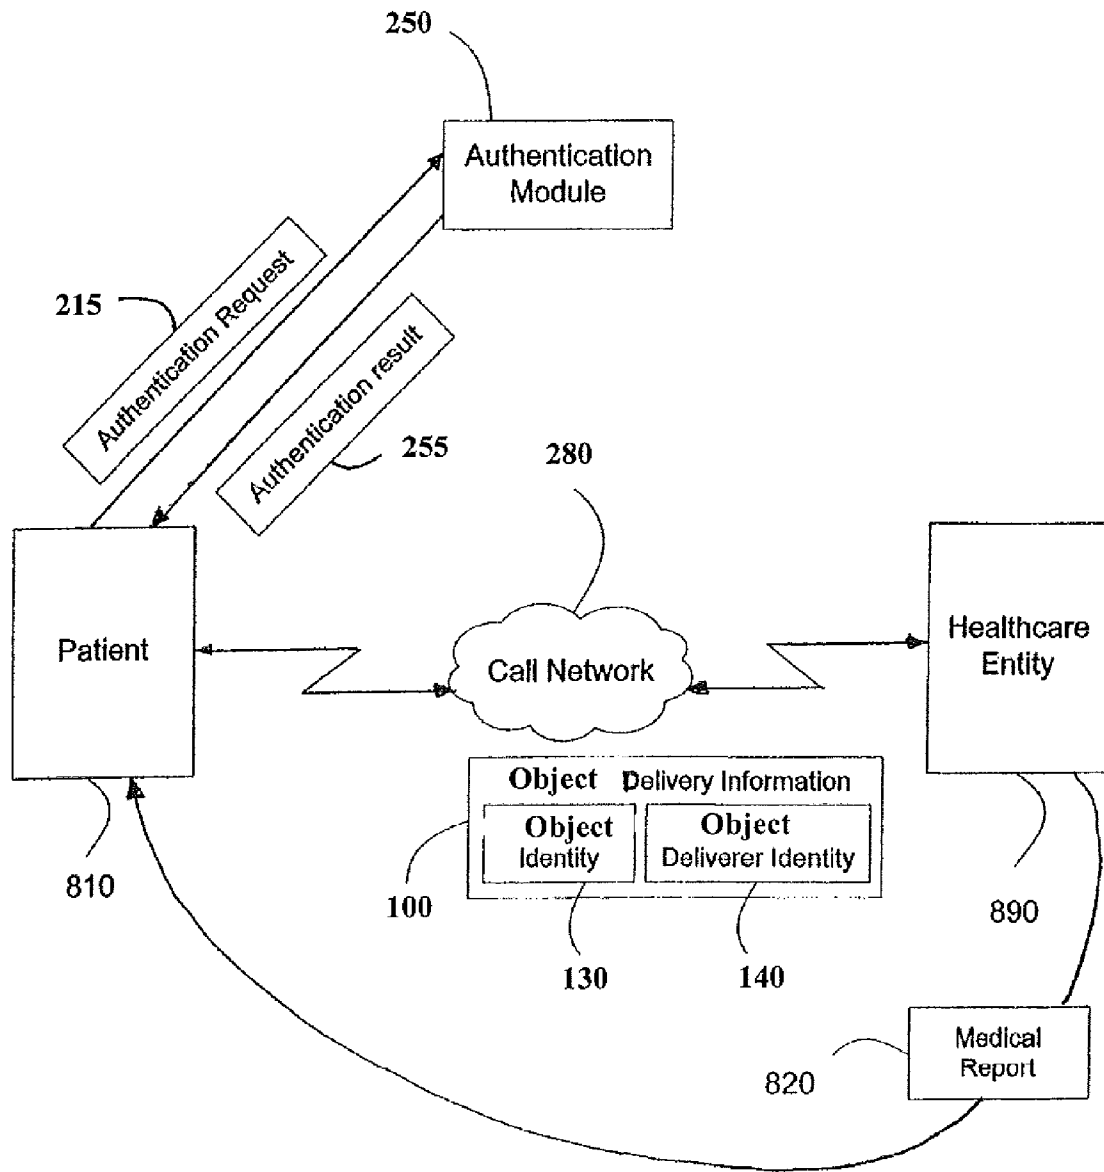 250
Authentication
Module
215
Authentication Request
Authentication result
255
280
Patient
Call Network
Healthcare
Entity
Object Delivery Information
Object
Identity
Object
Deliverer Identity
810
100
890
130
140
Medical
Report
820